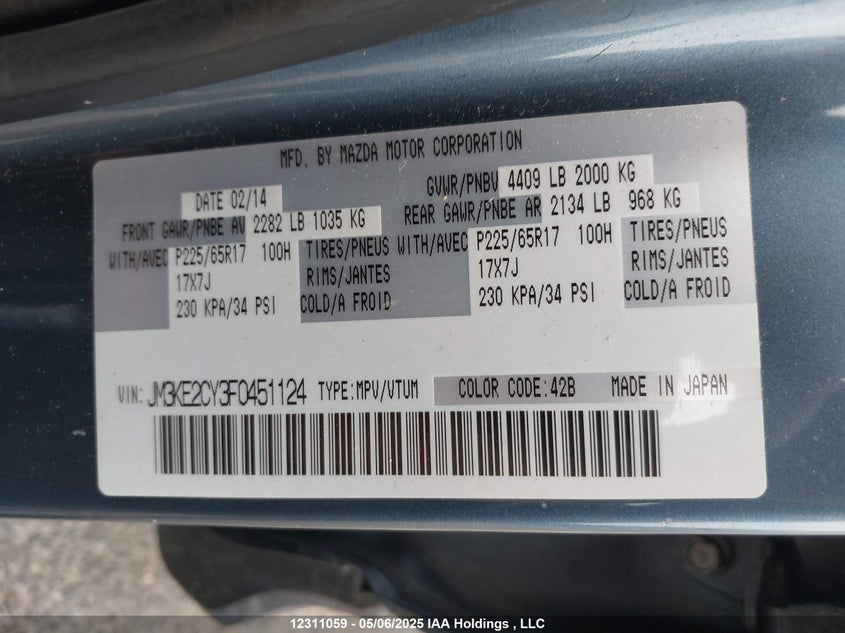 MFD. BY MAZDA MOTOR CORPORATION
DATE 02/14 GVWR/PNBV 4409 LB 2000 KG
FRONT GAWR/PNBE AV 2282 LB 1035 KG REAR GAWR/PNBE AR 2134 LB 968 KG
WITH/AVEC P225/65R17 100H TIRES/PNEUS WITH/AVEC P225/65R17 100H TIRES/PNEUS
17X7J RIMS/JANTES 17X7J RIMS/JANTES
230 KPA/34 PSI COLD/A FROID 230 KPA/34 PSI COLD/A FROID
VIN: JM3KE2CY3F0451124 TYPE:MPV/VTUM COLOR CODE:42B MADE IN JAPAN
12311059 - 05/06/2025 IAA Holdings , LLC